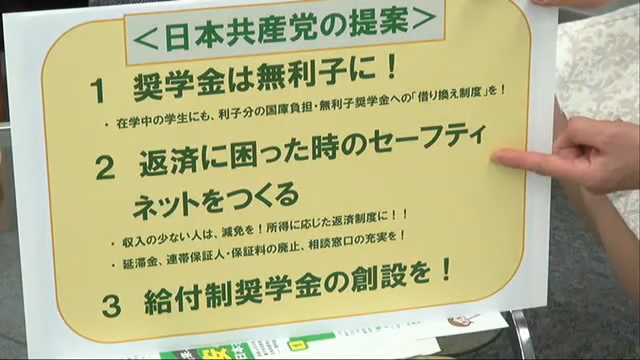 ＜日本共産党の提案＞
1 奨学金は無利子に！
・在学中の学生にも、利子分の国庫負担・無利子奨学金への「借り換え制度」を！
2 返済に困った時のセーフティ
ネットをつくる
・収入の少ない人は、減免を！所得に応じた返済制度に！！
・延滞金、連帯保証人・保証料の廃止、相談窓口の充実を！
3 給付制奨学金の創設を！